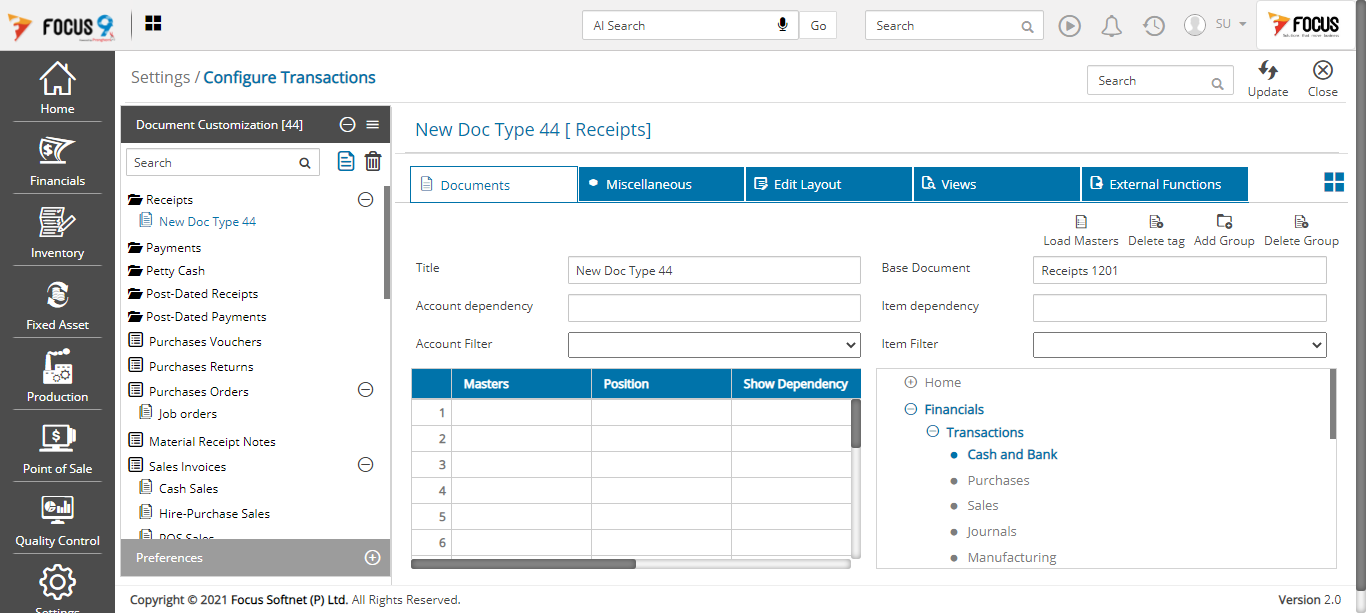 FOCUS 9
AI Search
Go
Search
SU
FOCUS
Settings / Configure Transactions
Search
Update
Close
Home
Financials
Inventory
Fixed Asset
Production
Point of Sale
Quality Control
Settings
Document Customization [44]
Search
Receipts
New Doc Type 44
Payments
Petty Cash
Post-Dated Receipts
Post-Dated Payments
Purchases Vouchers
Purchases Returns
Purchases Orders
Job orders
Material Receipt Notes
Sales Invoices
Cash Sales
Hire-Purchase Sales
POS Sales
Preferences
New Doc Type 44 [ Receipts]
Documents
Miscellaneous
Edit Layout
Views
External Functions
Load Masters
Delete tag
Add Group
Delete Group
Title
New Doc Type 44
Base Document
Receipts 1201
Account dependency
Item dependency
Account Filter
Item Filter
Masters
Position
Show Dependency
1
2
3
4
5
6
Home
Financials
Transactions
Cash and Bank
Purchases
Sales
Journals
Manufacturing
Copyright © 2021 Focus Softnet (P) Ltd. All Rights Reserved.
Version 2.0